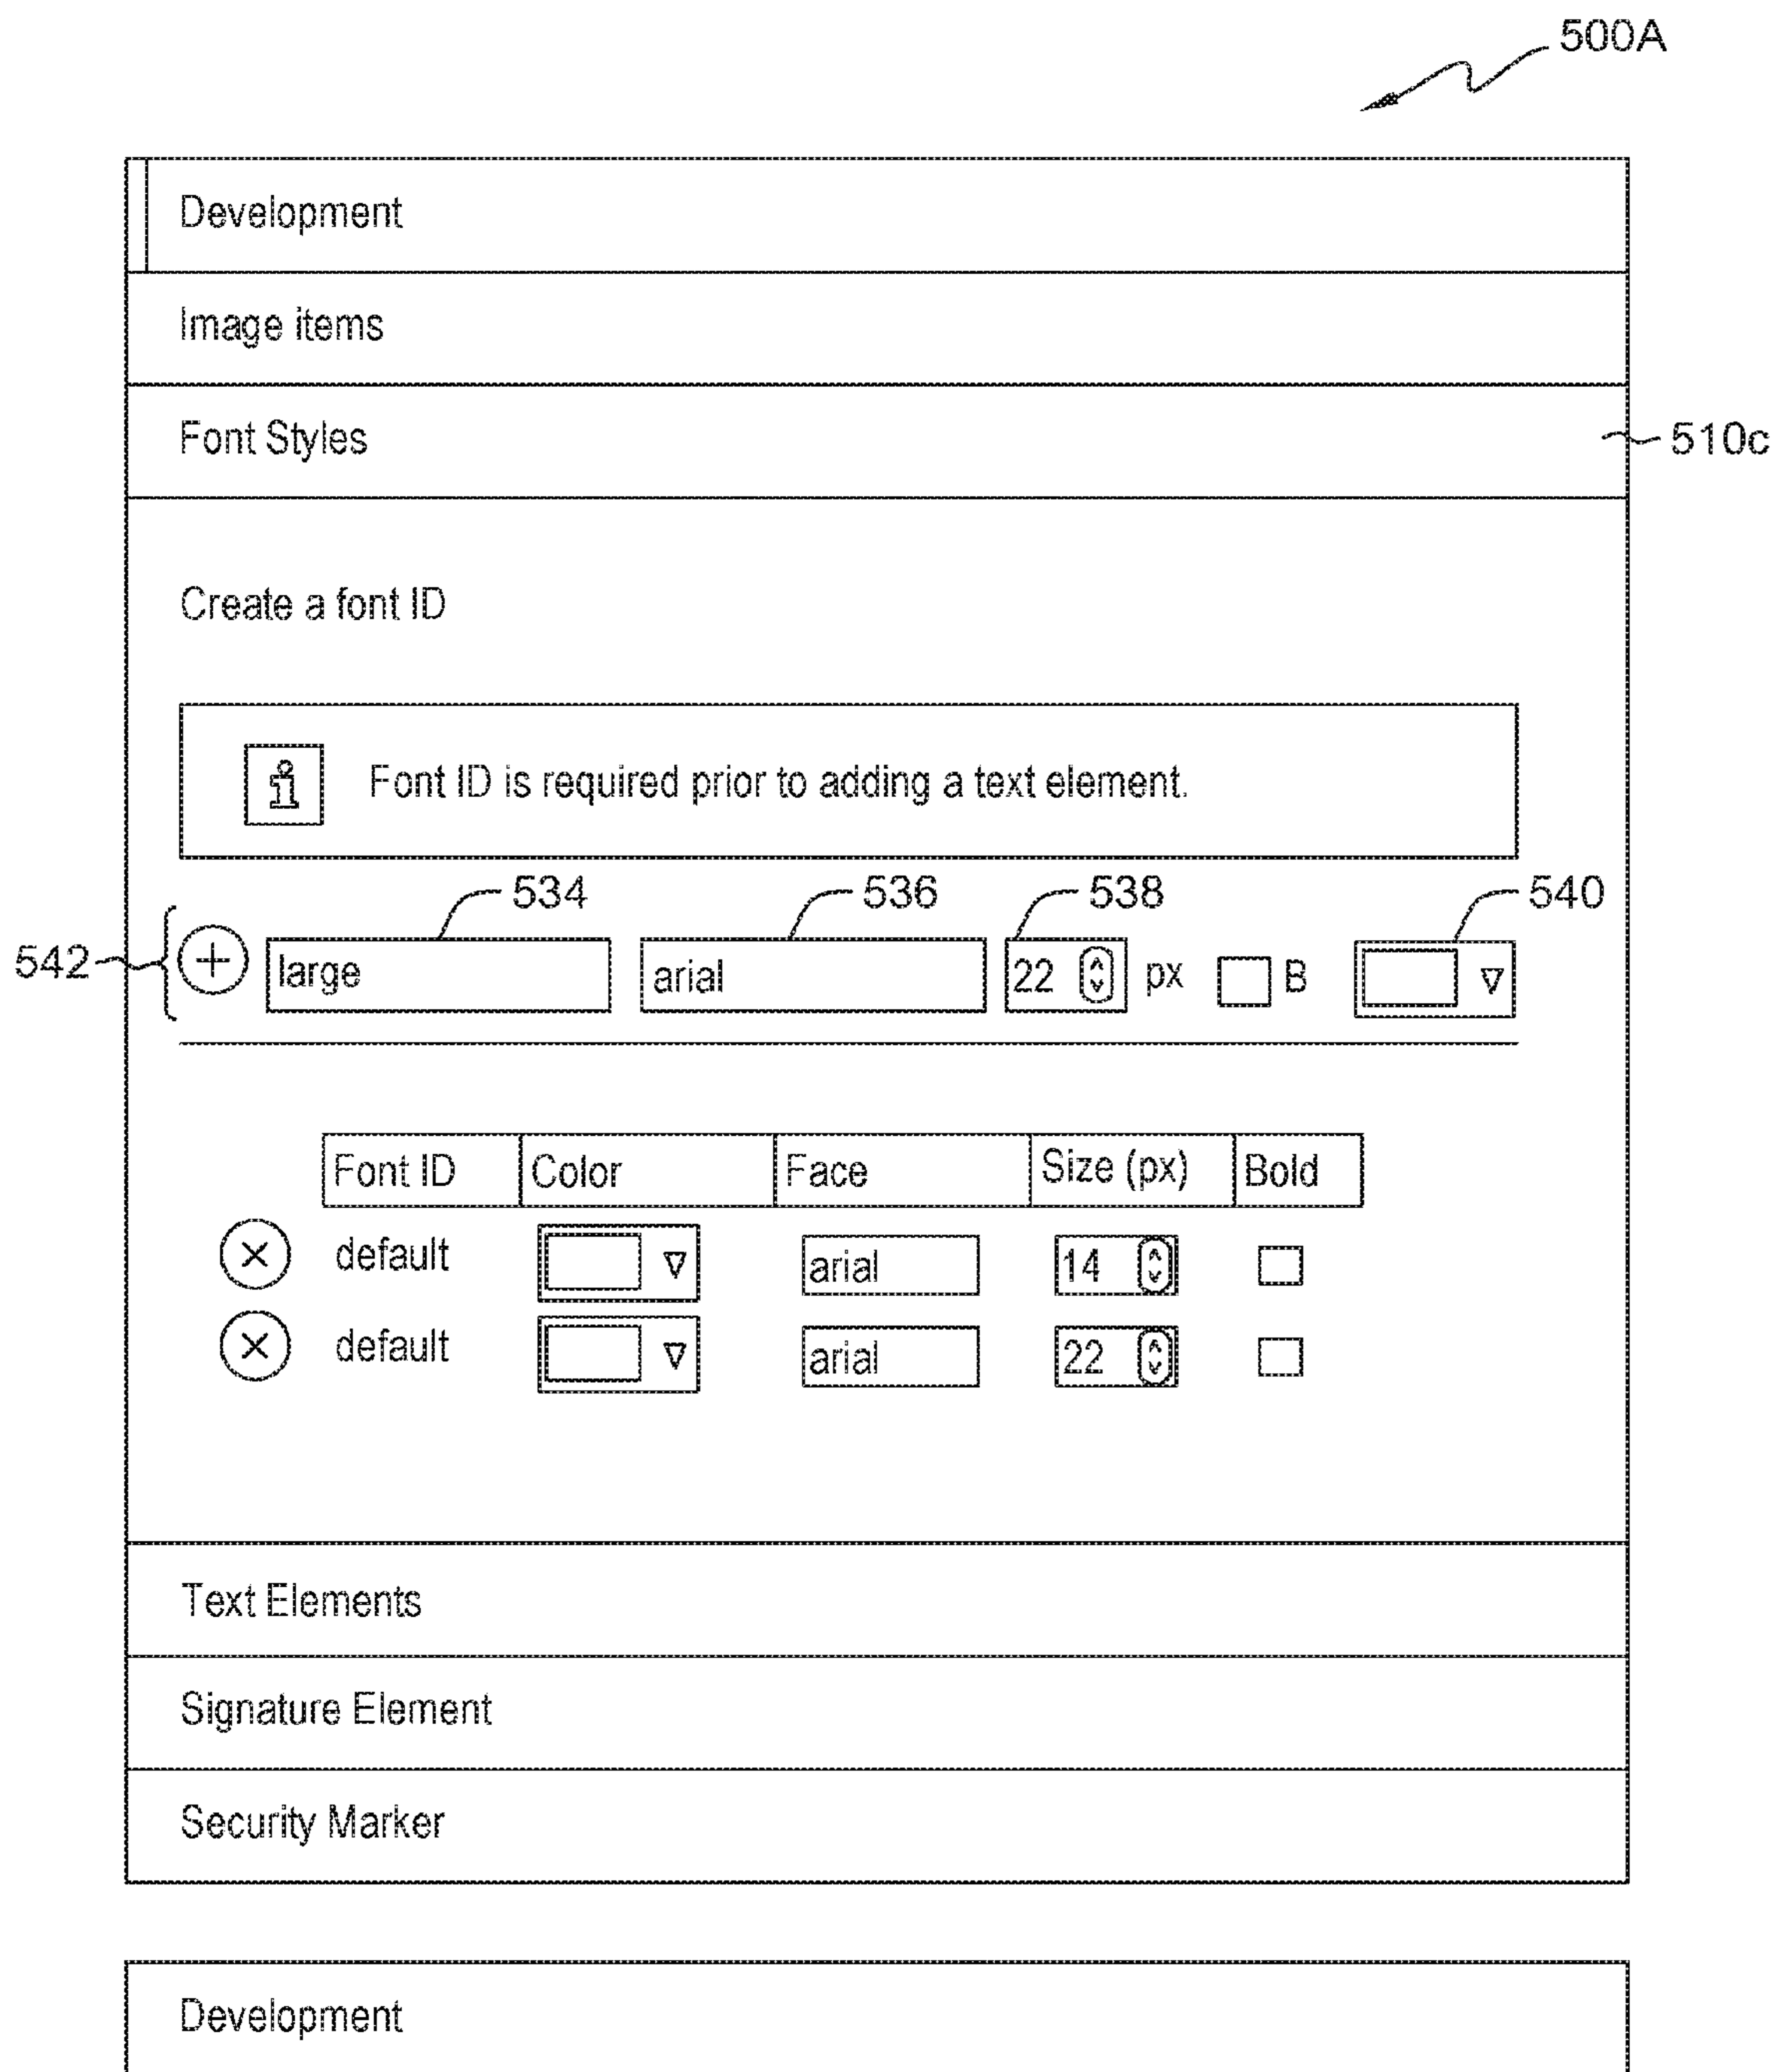 500A
Development
Image items
Font Styles
510c
Create a font ID
i Font ID is required prior to adding a text element.
534 536 538 540
542 + large arial 22 px B
Font ID Color Face Size (px) Bold
× default arial 14
× default arial 22
Text Elements
Signature Element
Security Marker
Development